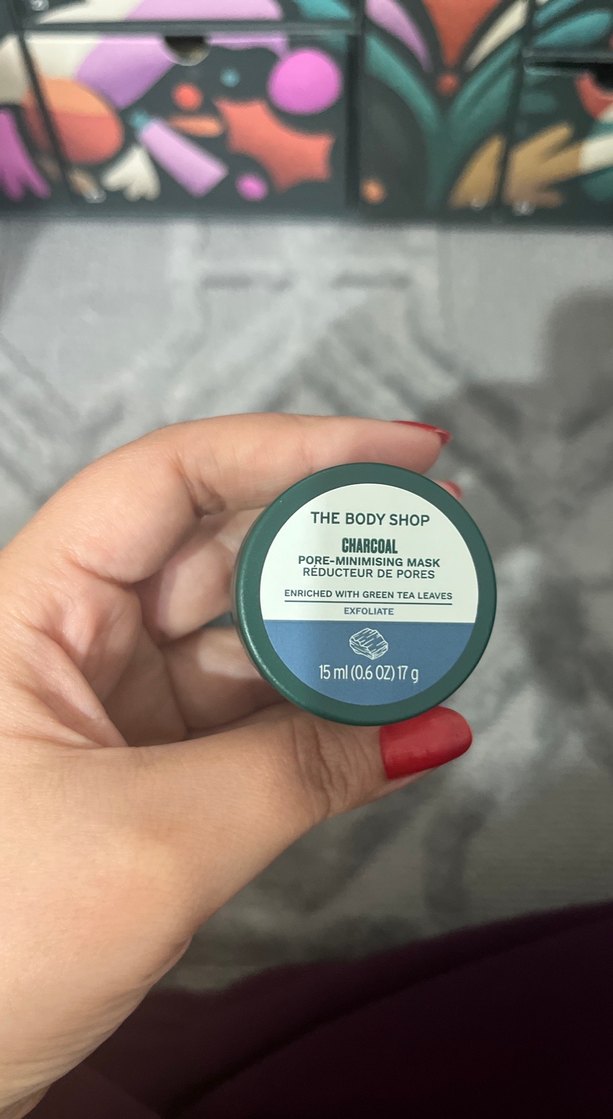 THE BODY SHOP
CHARCOAL
PORE-MINIMISING MASK
RÉDUCTEUR DE PORES
ENRICHED WITH GREEN TEA LEAVES
EXFOLIATE
15 ml (0.6 OZ) 17 g